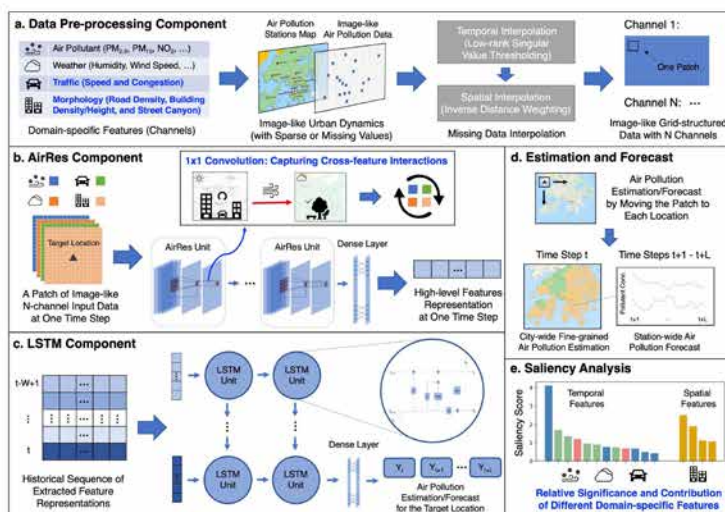 a. Data Pre-processing Component
Air Pollutant (PM2.5, PM10, NO2, ...)
Weather (Humidity, Wind Speed, ...)
Traffic (Speed and Congestion)
Morphology (Road Density, Building
Density/Height, and Street Canyon)
Domain-specific Features (Channels)
Air Pollution
Stations Map
Image-like
Air Pollution Data
Image-like Urban Dynamics
(with Sparse or Missing Values)
Temporal Interpolation
(Low-rank Singular
Value Thresholding)
Spatial Interpolation
(Inverse Distance Weighting)
Missing Data Interpolation
Channel 1:
One Patch
Channel N: ...
Image-like Grid-structured
Data with N Channels
b. AirRes Component
1x1 Convolution: Capturing Cross-feature Interactions
Target Location
A Patch of Image-like
N-channel Input Data
at One Time Step
AirRes Unit
...
AirRes Unit
Dense Layer
...
High-level Features
Representation
at One Time Step
c. LSTM Component
t-W+1
t
Historical Sequence of
Extracted Feature
Representations
LSTM
Unit
LSTM
Unit
LSTM
Unit
LSTM
Unit
Dense Layer
Air Pollution
Estimation/Forecast
for the Target Location
d. Estimation and Forecast
Air Pollution
Estimation/Forecast
by Moving the Patch to
Each Location
Time Step t
Time Steps t+1 - t+L
Pollutant Conc.
t+1
t+L
City-wide Fine-grained
Air Pollution Estimation
Station-wide Air
Pollution Forecast
e. Saliency Analysis
Saliency Score
Temporal
Features
Spatial
Features
Relative Significance and Contribution
of Different Domain-specific Features